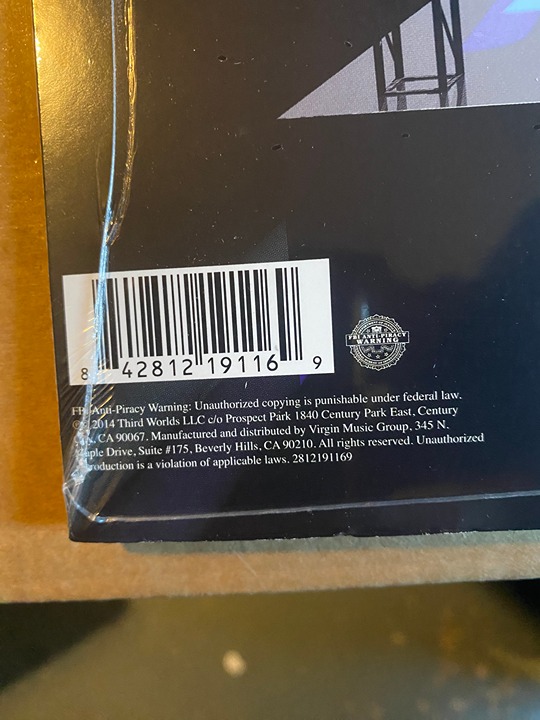 8 42812 19116 9
FBI ANTI-PIRACY
WARNING
FBI Anti-Piracy Warning: Unauthorized copying is punishable under federal law.
2014 Third Worlds LLC c/o Prospect Park 1840 Century Park East, Century
CA 90067. Manufactured and distributed by Virgin Music Group, 345 N.
Drive, Suite #175, Beverly Hills, CA 90210. All rights reserved. Unauthorized
is a violation of applicable laws. 2812191169